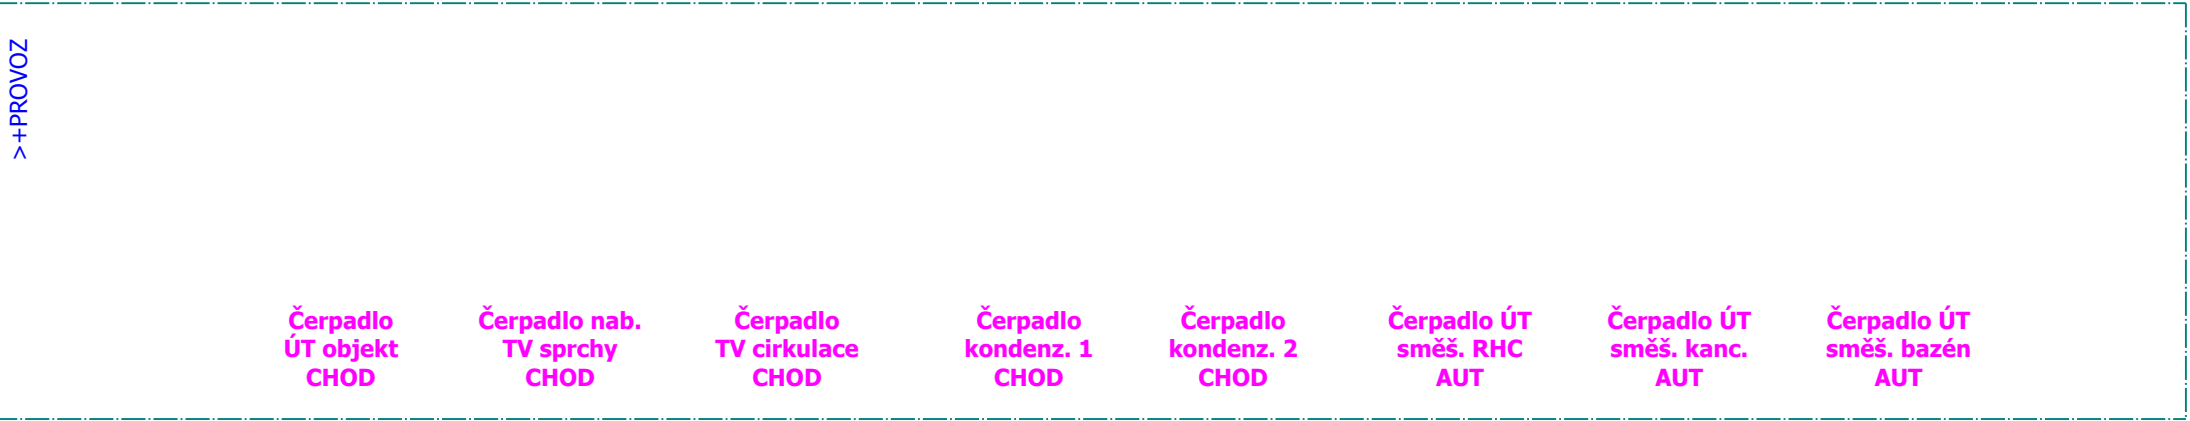 >+PROVOZ
Čerpadlo
ÚT objekt
CHOD
Čerpadlo nab.
TV sprchy
CHOD
Čerpadlo
TV cirkulace
CHOD
Čerpadlo
kondenz. 1
CHOD
Čerpadlo
kondenz. 2
CHOD
Čerpadlo ÚT
směš. RHC
AUT
Čerpadlo ÚT
směš. kanc.
AUT
Čerpadlo ÚT
směš. bazén
AUT